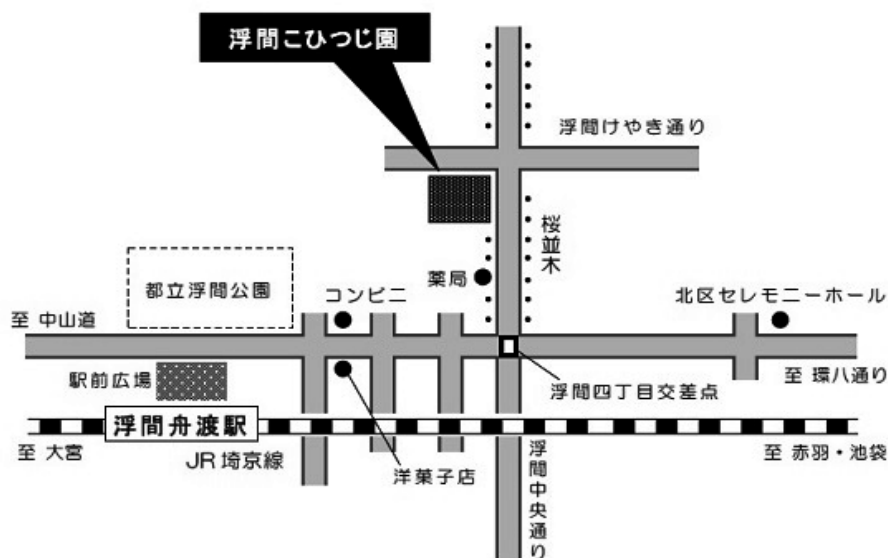 浮間こひつじ園
浮間けやき通り
桜並木
薬局
都立浮間公園
コンビニ
北区セレモニーホール
至 中山道
駅前広場
浮間四丁目交差点
至 環八通り
浮間舟渡駅
至 大宮
JR埼京線
洋菓子店
浮間中央通り
至 赤羽・池袋